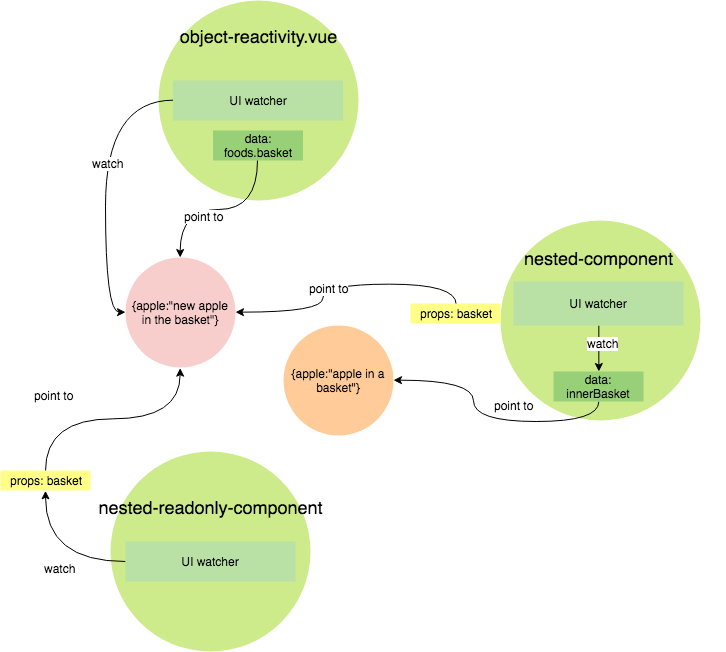 object-reactivity.vue
UI watcher
data:
foods.basket
watch
point to
{apple:"new apple
in the basket"}
point to
nested-component
UI watcher
props: basket
watch
data:
innerBasket
{apple:"apple in a
basket"}
point to
point to
props: basket
nested-readonly-component
UI watcher
watch